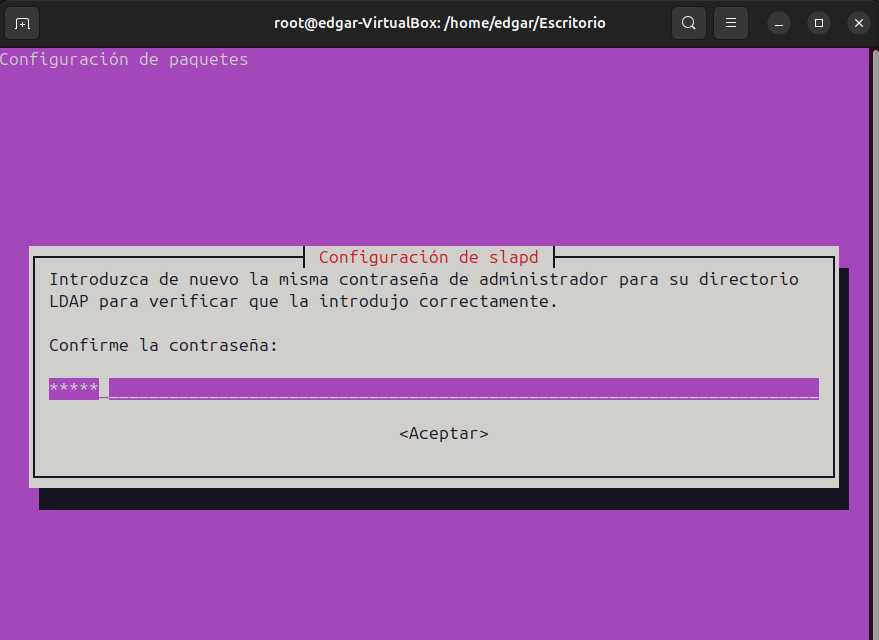 root@edgar-VirtualBox: /home/edgar/Escritorio
Configuración de paquetes
Configuración de slapd
Introduzca de nuevo la misma contraseña de administrador para su directorio
LDAP para verificar que la introdujo correctamente.
Confirme la contraseña:
*****
<Aceptar>